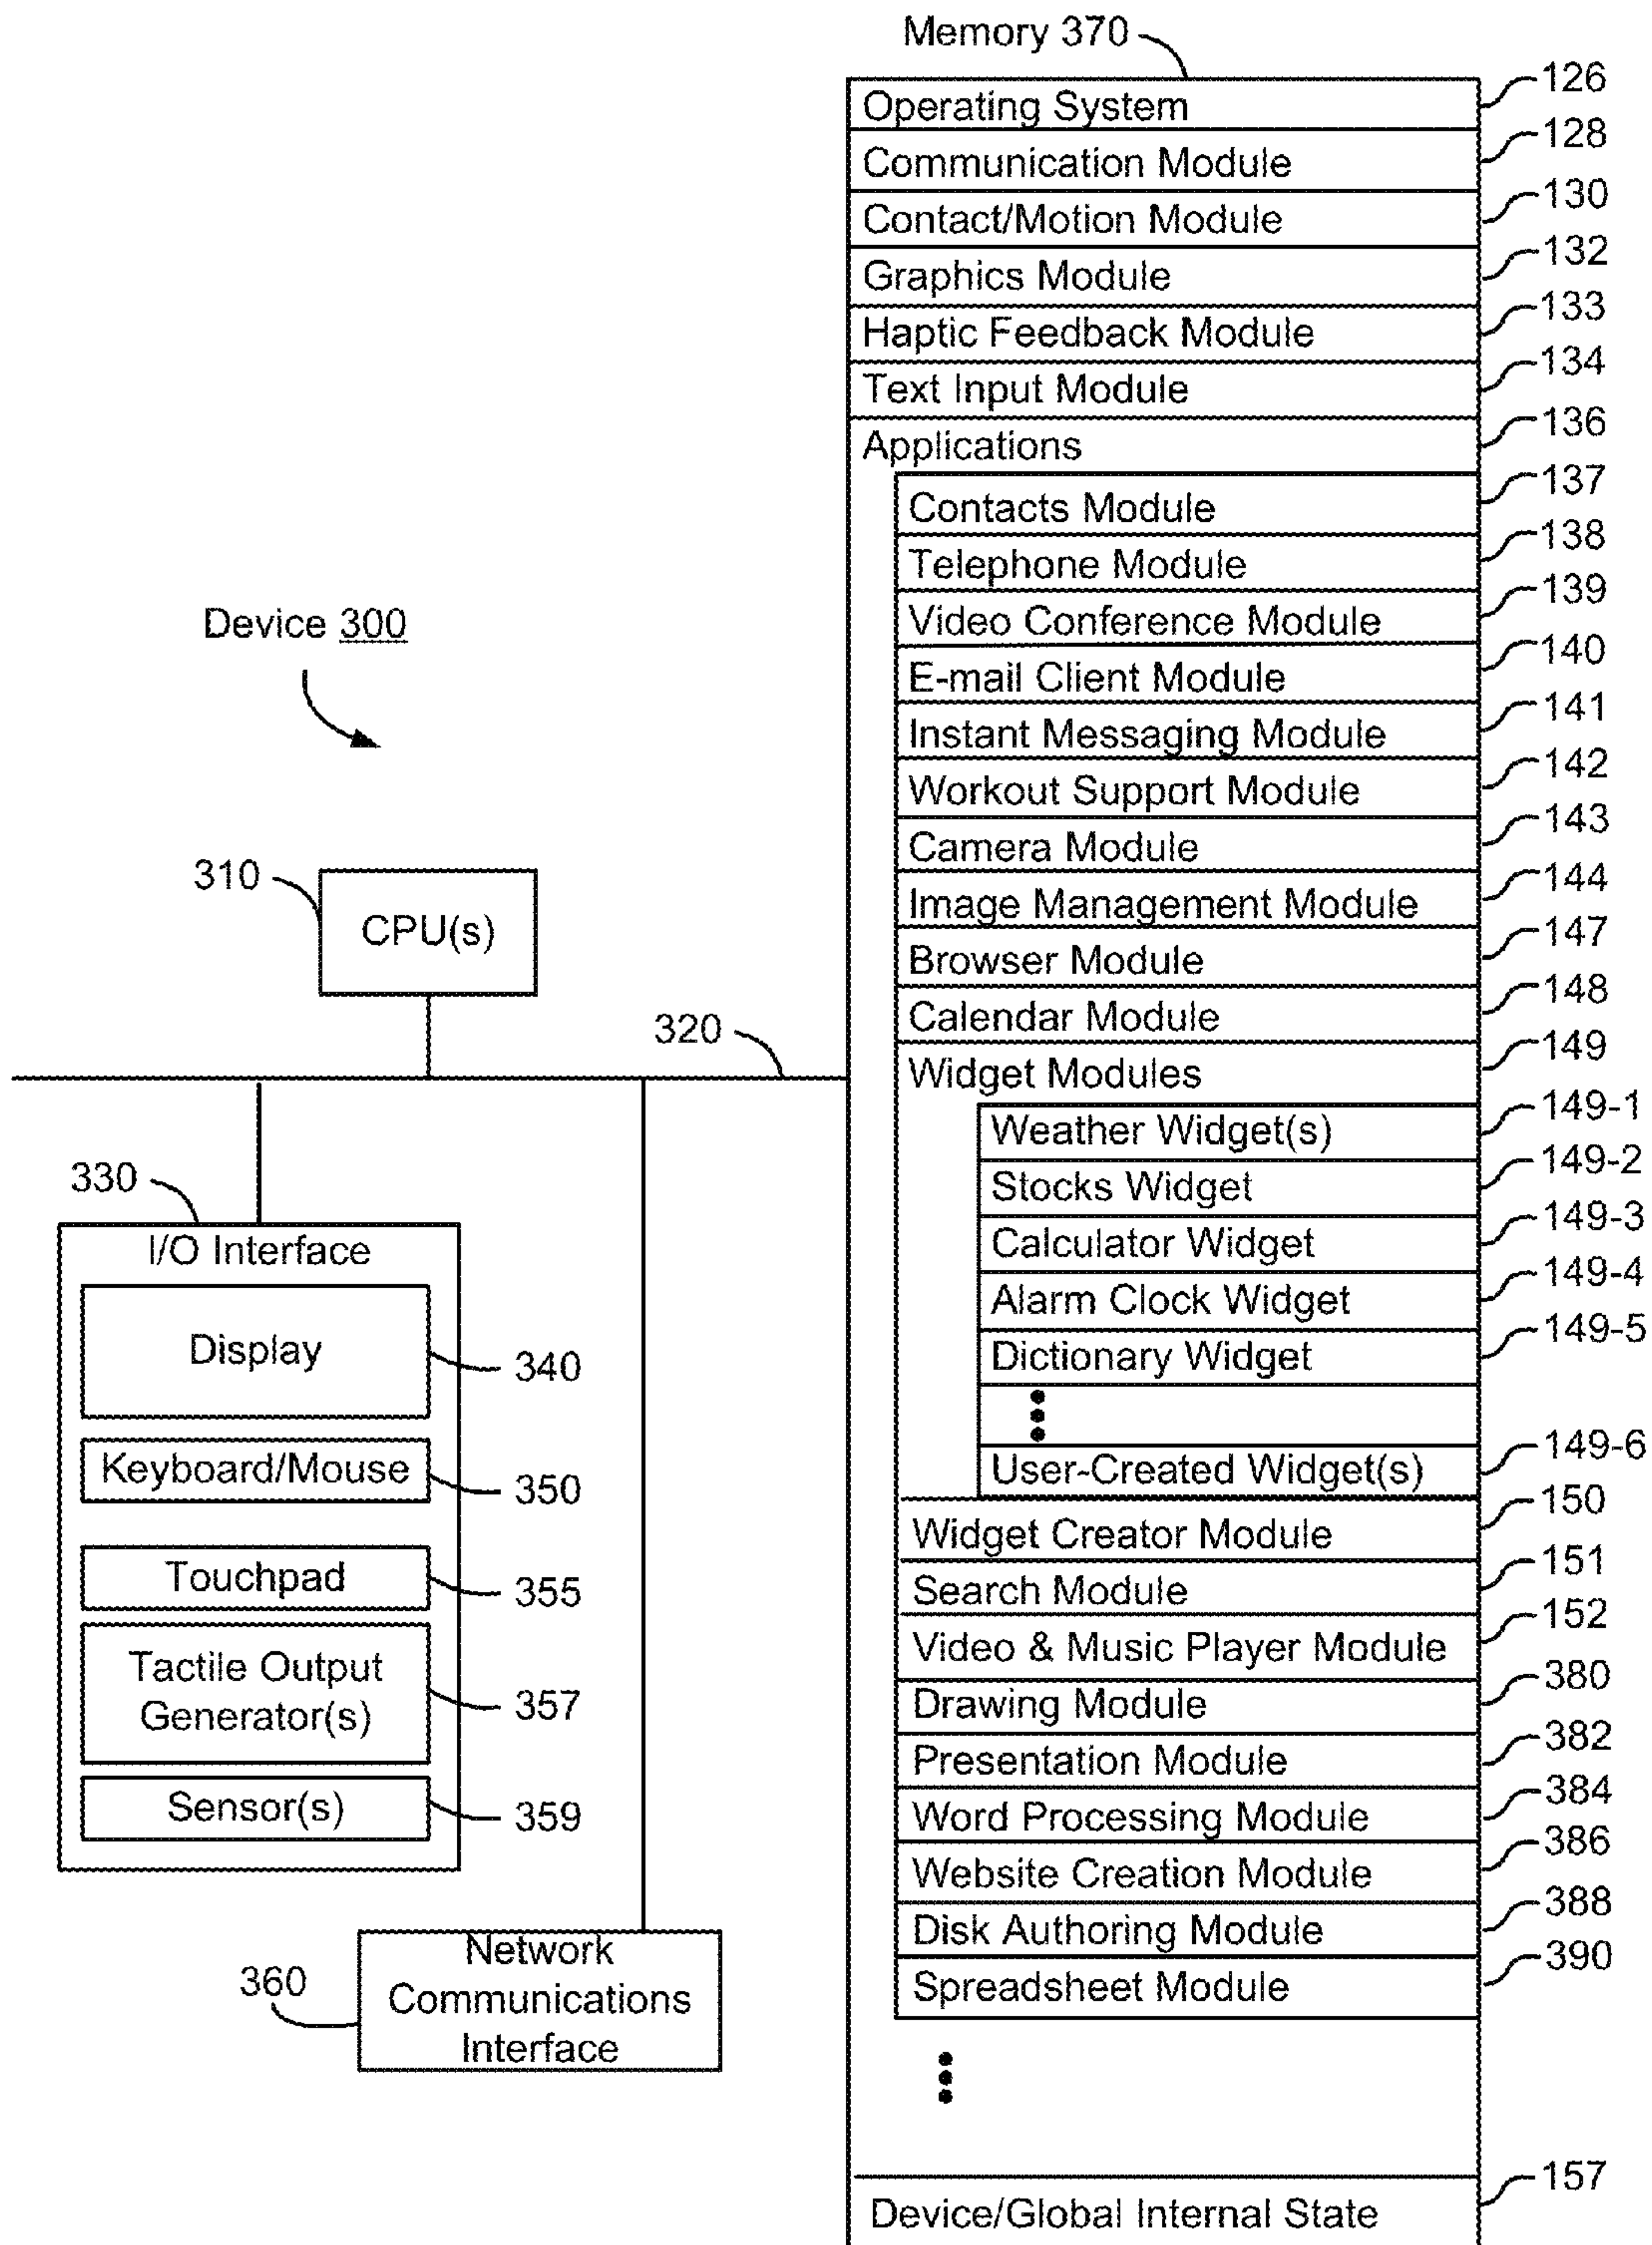 Memory 370
Operating System 126
Communication Module 128
Contact/Motion Module 130
Graphics Module 132
Haptic Feedback Module 133
Text Input Module 134
Applications 136
Contacts Module 137
Telephone Module 138
Video Conference Module 139
E-mail Client Module 140
Instant Messaging Module 141
Workout Support Module 142
Camera Module 143
Image Management Module 144
Browser Module 147
Calendar Module 148
Widget Modules 149
Weather Widget(s) 149-1
Stocks Widget 149-2
Calculator Widget 149-3
Alarm Clock Widget 149-4
Dictionary Widget 149-5
User-Created Widget(s) 149-6
Widget Creator Module 150
Search Module 151
Video & Music Player Module 152
Drawing Module 380
Presentation Module 382
Word Processing Module 384
Website Creation Module 386
Disk Authoring Module 388
Spreadsheet Module 390
Device/Global Internal State 157
Device 300
310
CPU(s)
320
330
I/O Interface
Display 340
Keyboard/Mouse 350
Touchpad 355
Tactile Output
Generator(s) 357
Sensor(s) 359
360
Network
Communications
Interface